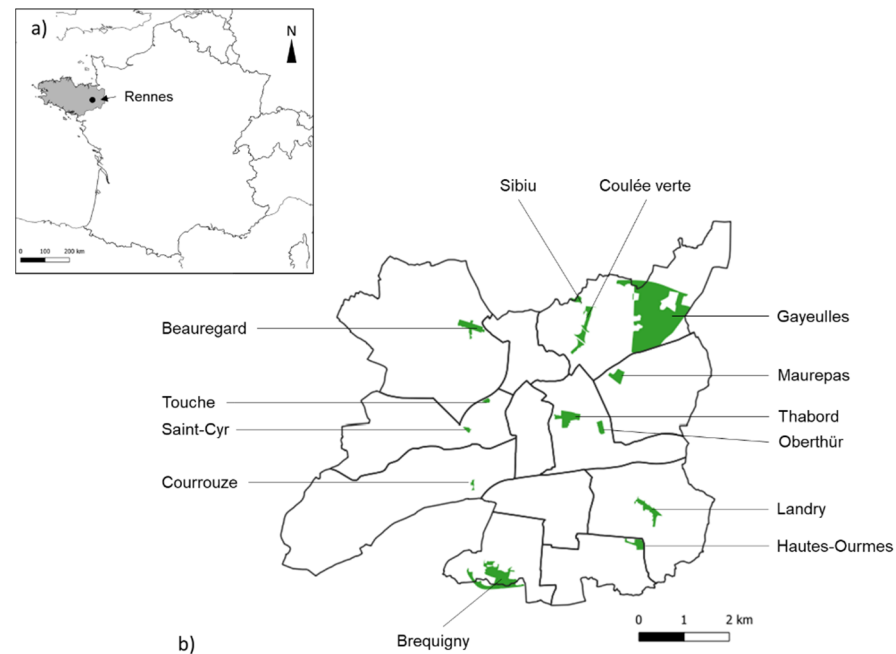 a)
N
Rennes
0 100 200 km
Sibiu
Coulée verte
Beauregard
Gayeulles
Touche
Maurepas
Saint-Cyr
Thabord
Oberthür
Courrouze
Landry
Hautes-Ourmes
Brequigny
0 1 2 km
b)